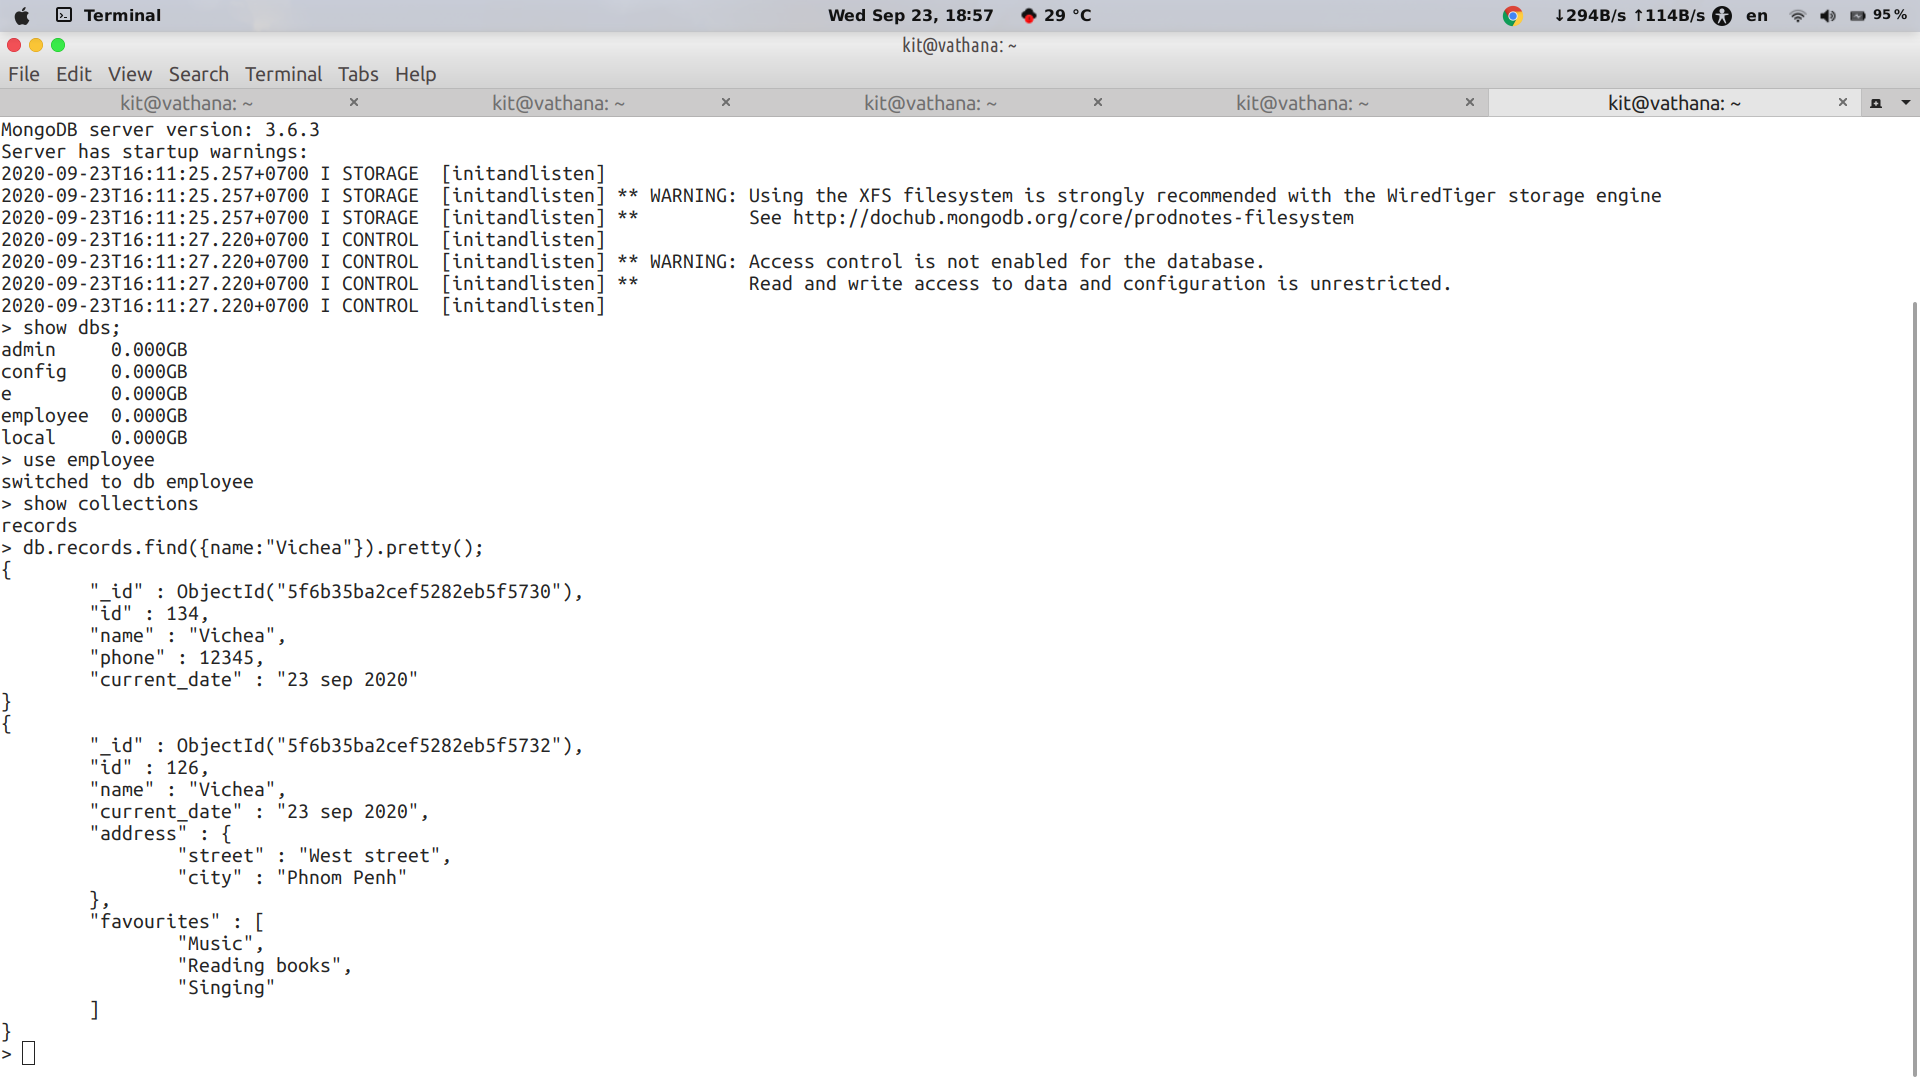 Terminal
Wed Sep 23, 18:57
29 °C
↓294B/s ↑114B/s
en
95 %
kit@vathana: ~
File Edit View Search Terminal Tabs Help
kit@vathana: ~ × kit@vathana: ~ × kit@vathana: ~ × kit@vathana: ~ × kit@vathana: ~ ×
MongoDB server version: 3.6.3
Server has startup warnings:
2020-09-23T16:11:25.257+0700 I STORAGE  [initandlisten]
2020-09-23T16:11:25.257+0700 I STORAGE  [initandlisten] ** WARNING: Using the XFS filesystem is strongly recommended with the WiredTiger storage engine
2020-09-23T16:11:25.257+0700 I STORAGE  [initandlisten] **          See http://dochub.mongodb.org/core/prodnotes-filesystem
2020-09-23T16:11:27.220+0700 I CONTROL  [initandlisten]
2020-09-23T16:11:27.220+0700 I CONTROL  [initandlisten] ** WARNING: Access control is not enabled for the database.
2020-09-23T16:11:27.220+0700 I CONTROL  [initandlisten] **          Read and write access to data and configuration is unrestricted.
2020-09-23T16:11:27.220+0700 I CONTROL  [initandlisten]
> show dbs;
admin     0.000GB
config    0.000GB
e         0.000GB
employee  0.000GB
local     0.000GB
> use employee
switched to db employee
> show collections
records
> db.records.find({name:"Vichea"}).pretty();
{
        "_id" : ObjectId("5f6b35ba2cef5282eb5f5730"),
        "id" : 134,
        "name" : "Vichea",
        "phone" : 12345,
        "current_date" : "23 sep 2020"
}
{
        "_id" : ObjectId("5f6b35ba2cef5282eb5f5732"),
        "id" : 126,
        "name" : "Vichea",
        "current_date" : "23 sep 2020",
        "address" : {
                "street" : "West street",
                "city" : "Phnom Penh"
        },
        "favourites" : [
                "Music",
                "Reading books",
                "Singing"
        ]
}
>